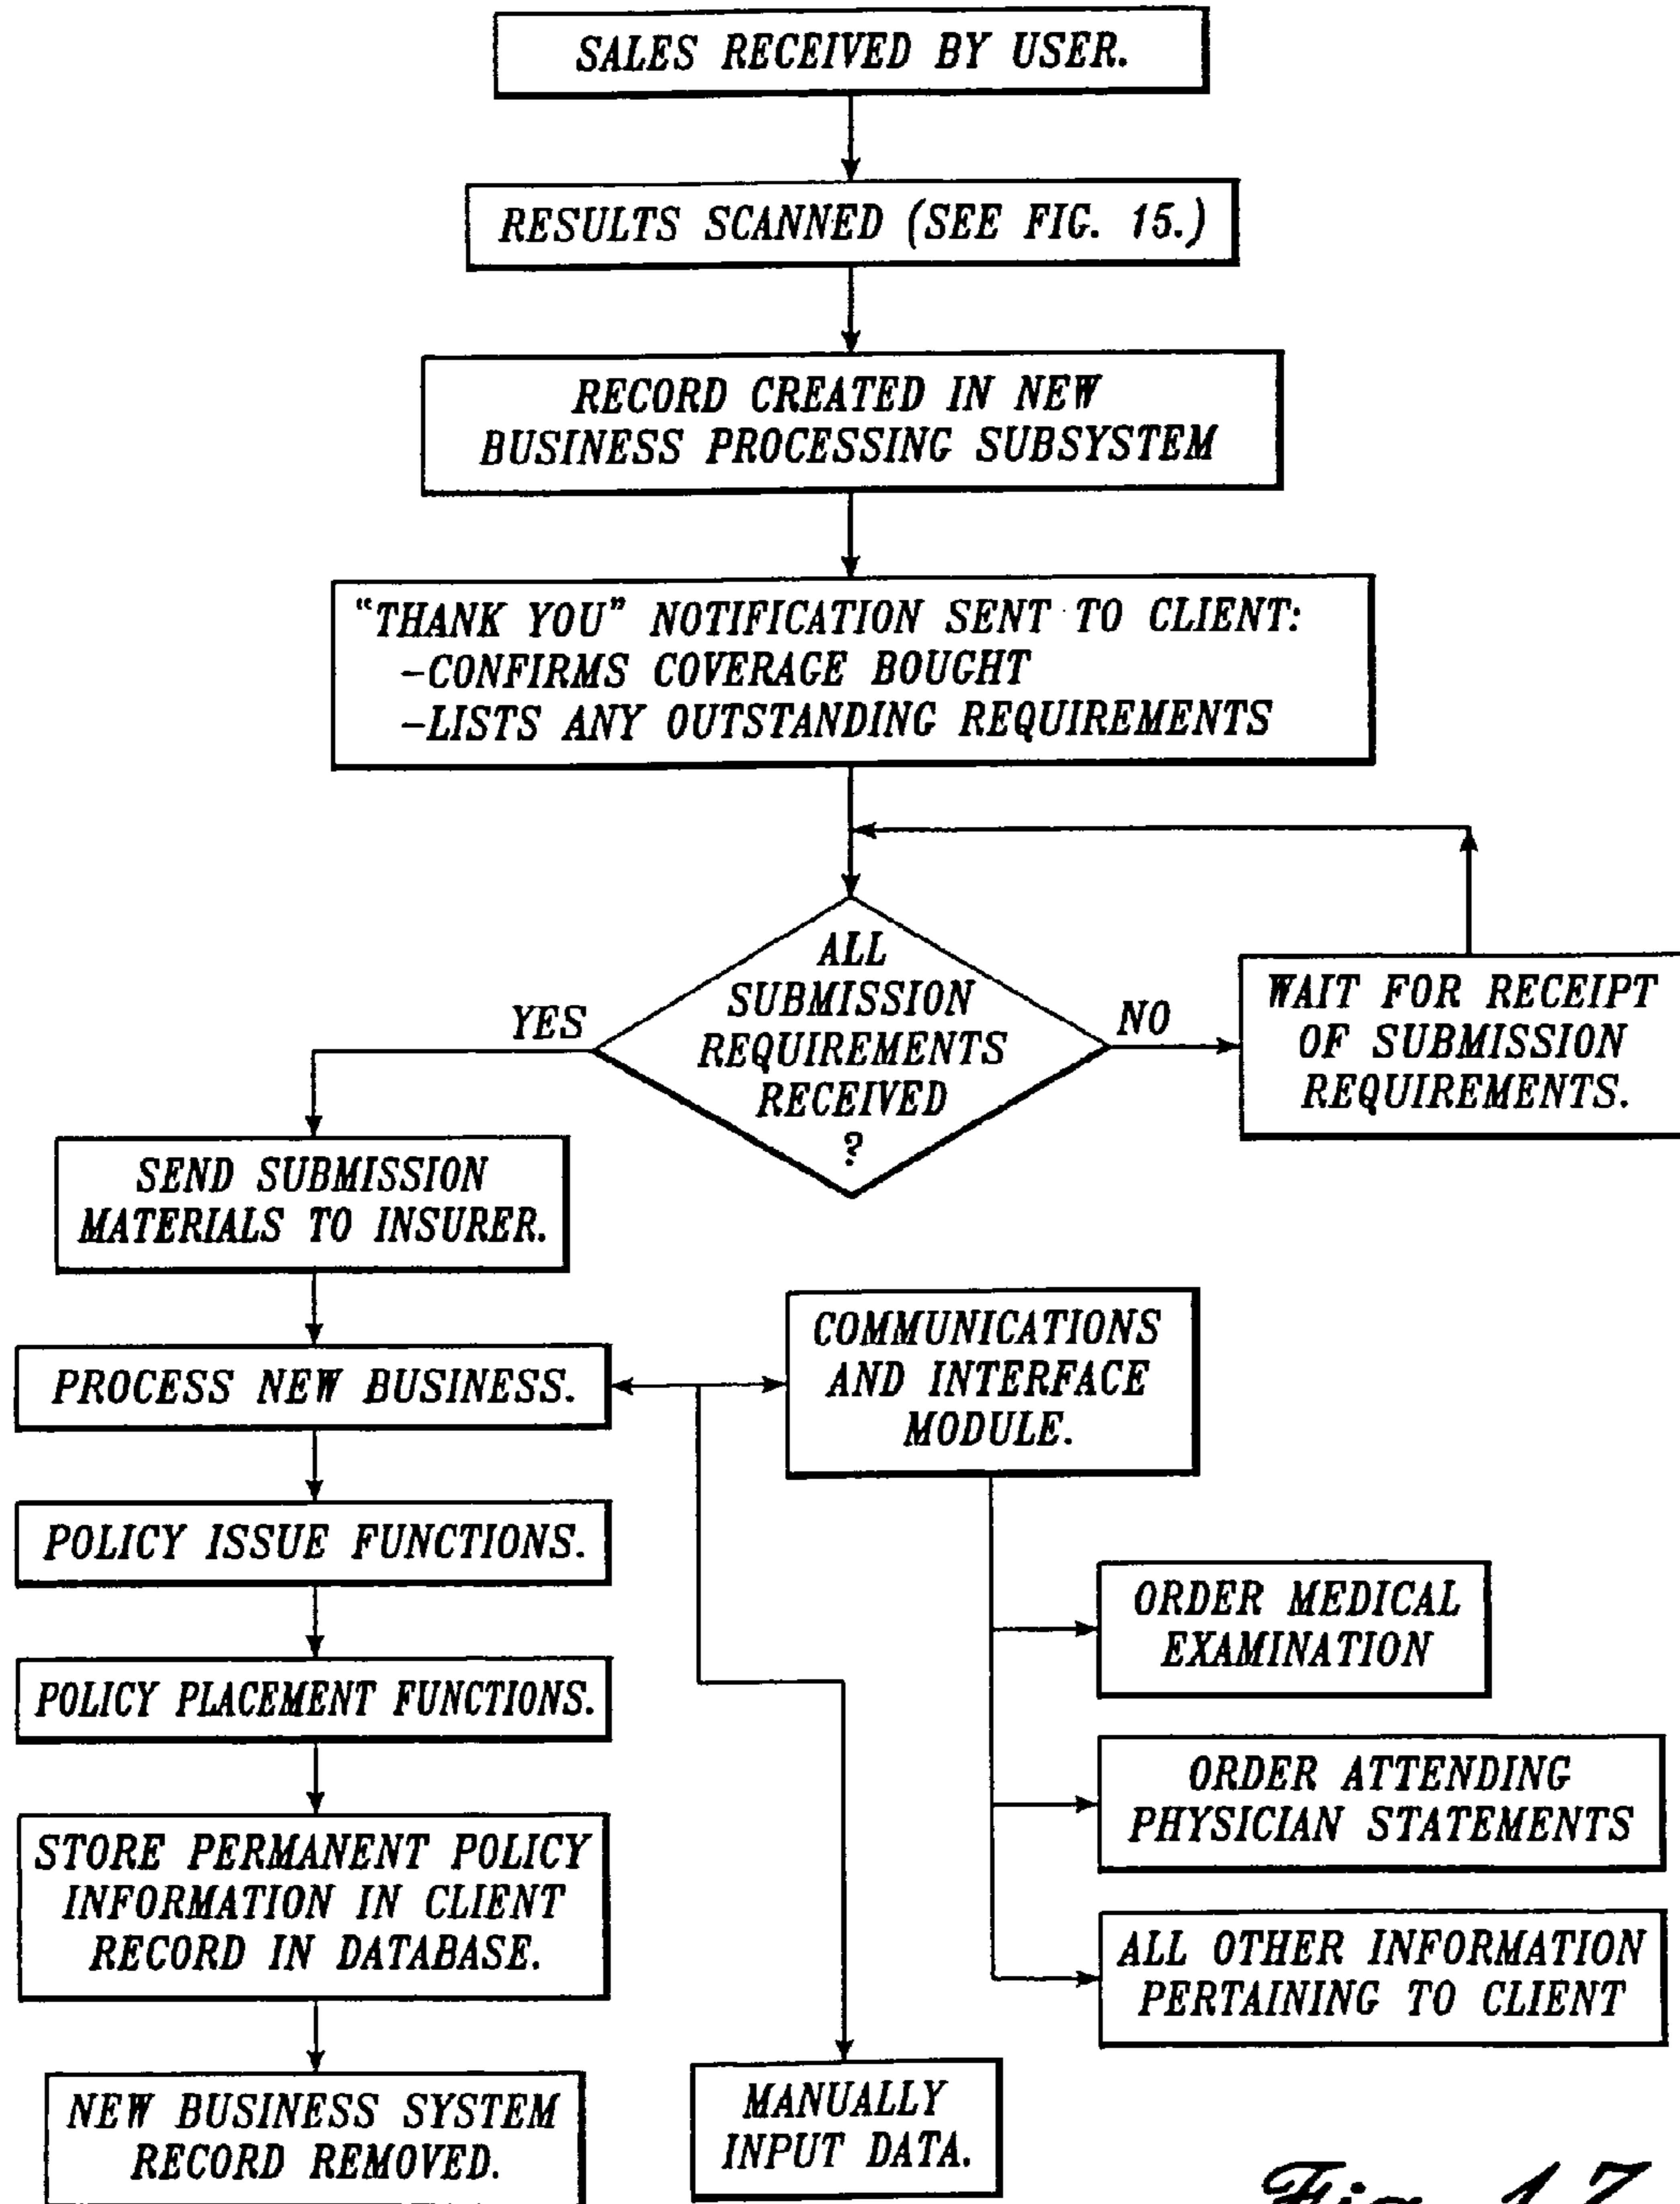 SALES RECEIVED BY USER.
RESULTS SCANNED (SEE FIG. 15.)
RECORD CREATED IN NEW
BUSINESS PROCESSING SUBSYSTEM
“THANK YOU” NOTIFICATION SENT TO CLIENT:
-CONFIRMS COVERAGE BOUGHT
-LISTS ANY OUTSTANDING REQUIREMENTS
ALL
SUBMISSION
REQUIREMENTS
RECEIVED
?
YES
NO
WAIT FOR RECEIPT
OF SUBMISSION
REQUIREMENTS.
SEND SUBMISSION
MATERIALS TO INSURER.
PROCESS NEW BUSINESS.
COMMUNICATIONS
AND INTERFACE
MODULE.
POLICY ISSUE FUNCTIONS.
ORDER MEDICAL
EXAMINATION
POLICY PLACEMENT FUNCTIONS.
ORDER ATTENDING
PHYSICIAN STATEMENTS
STORE PERMANENT POLICY
INFORMATION IN CLIENT
RECORD IN DATABASE.
ALL OTHER INFORMATION
PERTAINING TO CLIENT
NEW BUSINESS SYSTEM
RECORD REMOVED.
MANUALLY
INPUT DATA.
Fig. 17